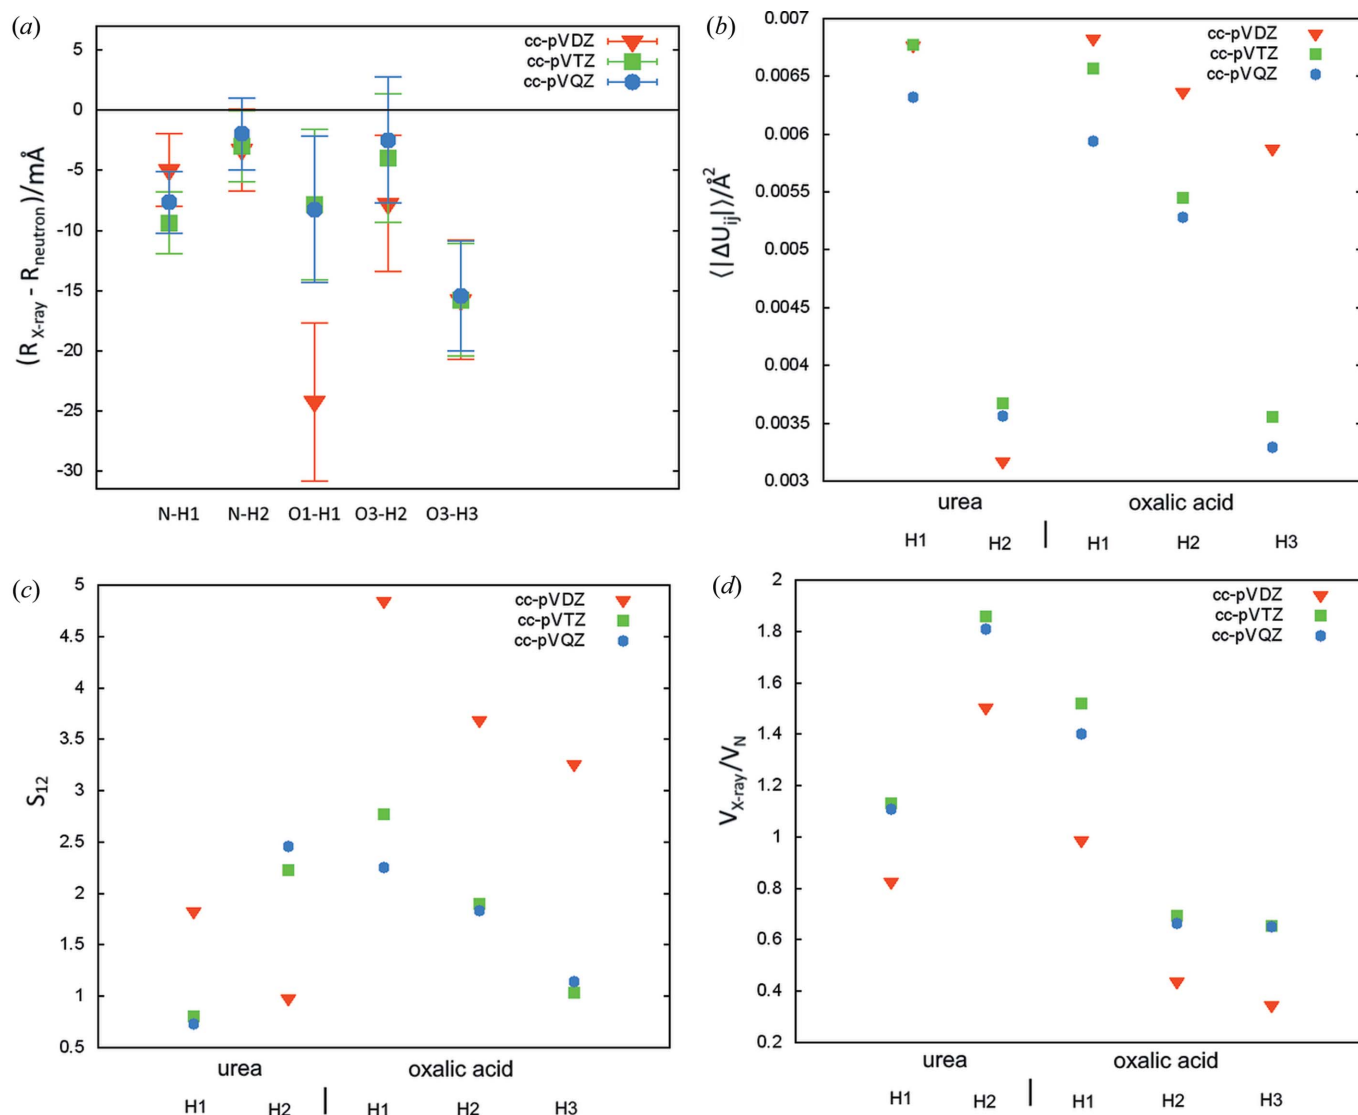 (a)
(R X-ray - R neutron)/mÅ
5
0
-5
-10
-15
-20
-25
-30
cc-pVDZ
cc-pVTZ
cc-pVQZ
N-H1 N-H2 O1-H1 O3-H2 O3-H3
(b)
⟨|ΔU ij|⟩/Å²
0.007
0.0065
0.006
0.0055
0.005
0.0045
0.004
0.0035
0.003
cc-pVDZ
cc-pVTZ
cc-pVQZ
urea oxalic acid
H1 H2 | H1 H2 H3
(c)
S12
5
4.5
4
3.5
3
2.5
2
1.5
1
0.5
cc-pVDZ
cc-pVTZ
cc-pVQZ
urea oxalic acid
H1 H2 | H1 H2 H3
(d)
V X-ray/V N
2
1.8
1.6
1.4
1.2
1
0.8
0.6
0.4
0.2
cc-pVDZ
cc-pVTZ
cc-pVQZ
urea oxalic acid
H1 H2 | H1 H2 H3